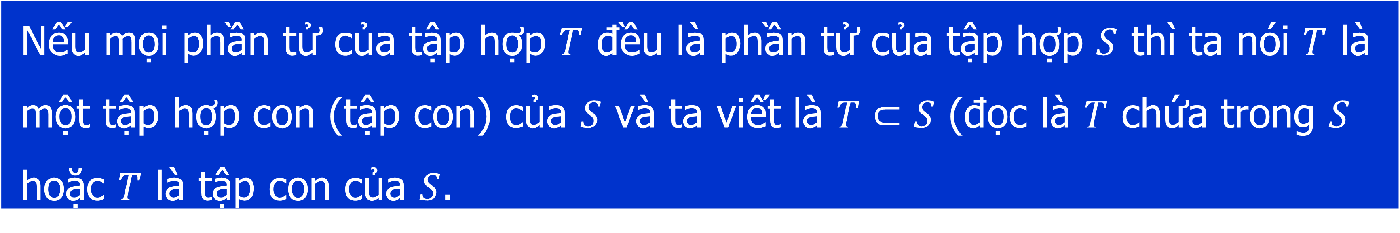 Nếu mọi phần tử của tập hợp T đều là phần tử của tập hợp S thì ta nói T là
một tập hợp con (tập con) của S và ta viết là T ⊂ S (đọc là T chứa trong S
hoặc T là tập con của S.